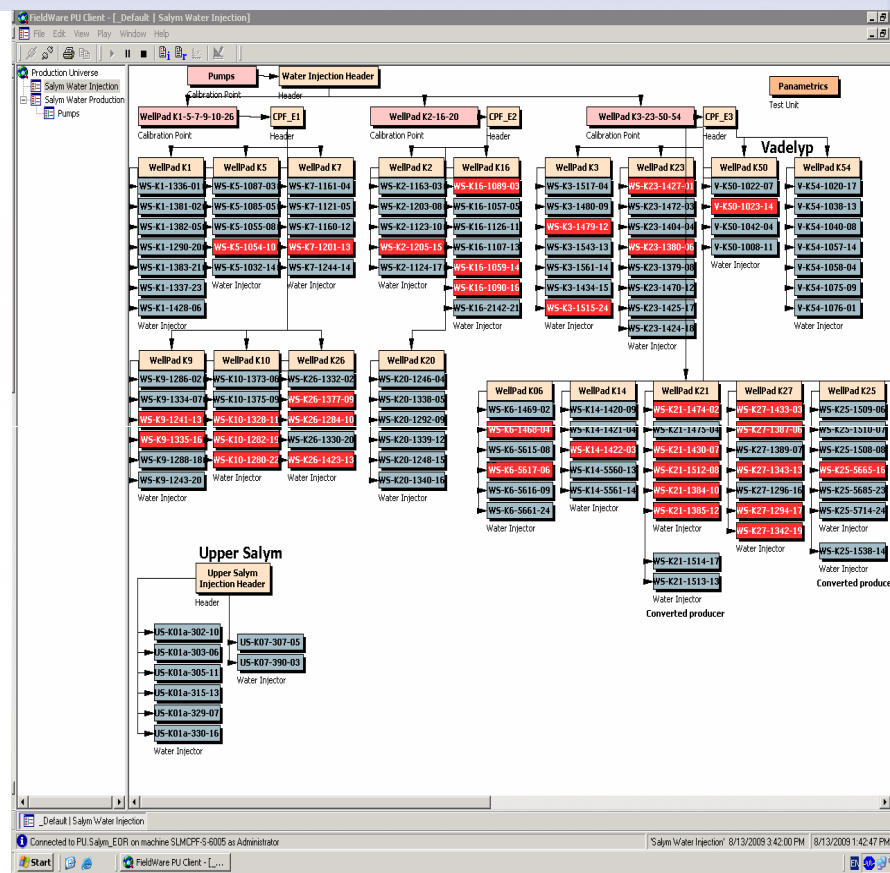 FieldWare PU Client - [_Default | Salym Water Injection]
File Edit View Play Window Help
Production Universe
Salym Water Injection
Salym Water Production
Pumps
Pumps
Calibration Point
Water Injection Header
Header
Panametrics
Test Unit
WellPad K1-5-7-9-10-26
Calibration Point
CPF_E1
Header
WellPad K2-16-20
Calibration Point
CPF_E2
Header
WellPad K3-23-50-54
Calibration Point
CPF_E3
Header
Vadelyp
WellPad K1
WS-K1-1336-01
WS-K1-1381-02
WS-K1-1382-05
WS-K1-1290-20
WS-K1-1383-21
WS-K1-1337-23
WS-K1-1428-06
Water Injector
WellPad K5
WS-K5-1087-03
WS-K5-1085-05
WS-K5-1055-08
WS-K5-1054-10
WS-K5-1032-14
Water Injector
WellPad K7
WS-K7-1161-04
WS-K7-1121-05
WS-K7-1160-12
WS-K7-1201-13
WS-K7-1244-14
Water Injector
WellPad K2
WS-K2-1163-03
WS-K2-1203-08
WS-K2-1123-10
WS-K2-1205-15
WS-K2-1124-17
Water Injector
WellPad K16
WS-K16-1089-03
WS-K16-1057-05
WS-K16-1126-11
WS-K16-1107-13
WS-K16-1059-14
WS-K16-1090-16
WS-K16-2142-21
Water Injector
WellPad K3
WS-K3-1517-04
WS-K3-1480-09
WS-K3-1479-12
WS-K3-1543-13
WS-K3-1561-14
WS-K3-1434-15
WS-K3-1515-24
Water Injector
WellPad K23
WS-K23-1427-01
WS-K23-1472-03
WS-K23-1404-04
WS-K23-1380-06
WS-K23-1379-08
WS-K23-1470-12
WS-K23-1425-17
WS-K23-1424-18
Water Injector
WellPad K50
V-K50-1022-07
V-K50-1023-14
V-K50-1042-04
V-K50-1008-11
Water Injector
WellPad K54
V-K54-1020-17
V-K54-1038-13
V-K54-1040-08
V-K54-1057-14
V-K54-1058-04
V-K54-1075-09
V-K54-1076-01
Water Injector
WellPad K9
WS-K9-1286-02
WS-K9-1334-07
WS-K9-1241-13
WS-K9-1335-16
WS-K9-1288-18
WS-K9-1243-20
Water Injector
WellPad K10
WS-K10-1373-06
WS-K10-1375-09
WS-K10-1328-11
WS-K10-1282-19
WS-K10-1280-22
Water Injector
WellPad K26
WS-K26-1332-02
WS-K26-1377-09
WS-K26-1284-10
WS-K26-1330-20
WS-K26-1423-13
Water Injector
WellPad K20
WS-K20-1246-04
WS-K20-1338-05
WS-K20-1292-09
WS-K20-1339-12
WS-K20-1248-15
WS-K20-1340-16
Water Injector
WellPad K06
WS-K6-1469-02
WS-K6-1468-04
WS-K6-5615-08
WS-K6-5617-06
WS-K6-5616-09
WS-K6-5661-24
Water Injector
WellPad K14
WS-K14-1420-09
WS-K14-1421-04
WS-K14-1422-03
WS-K14-5560-13
WS-K14-5561-14
Water Injector
WellPad K21
WS-K21-1474-02
WS-K21-1475-04
WS-K21-1430-07
WS-K21-1512-08
WS-K21-1384-10
WS-K21-1385-12
Water Injector
WS-K21-1514-17
WS-K21-1513-13
Water Injector
Converted producer
WellPad K27
WS-K27-1433-03
WS-K27-1387-06
WS-K27-1389-07
WS-K27-1343-13
WS-K27-1296-16
WS-K27-1294-17
WS-K27-1342-19
Water Injector
WellPad K25
WS-K25-1509-06
WS-K25-1510-07
WS-K25-1508-08
WS-K25-5665-16
WS-K25-5685-23
WS-K25-5714-24
Water Injector
WS-K25-1538-14
Water Injector
Converted produce
Upper Salym
Upper Salym
Injection Header
Header
US-K01a-302-10
US-K01a-303-06
US-K01a-305-11
US-K01a-315-13
US-K01a-329-07
US-K01a-330-16
Water Injector
US-K07-307-05
US-K07-390-03
Water Injector
_Default | Salym Water Injection
Connected to PU.Salym_EOR on machine SLMCPF-S-6005 as Administrator
'Salym Water Injection' 8/13/2009 3:42:00 PM
8/13/2009 1:42:47 PM
Start
FieldWare PU Client - [_...
EN